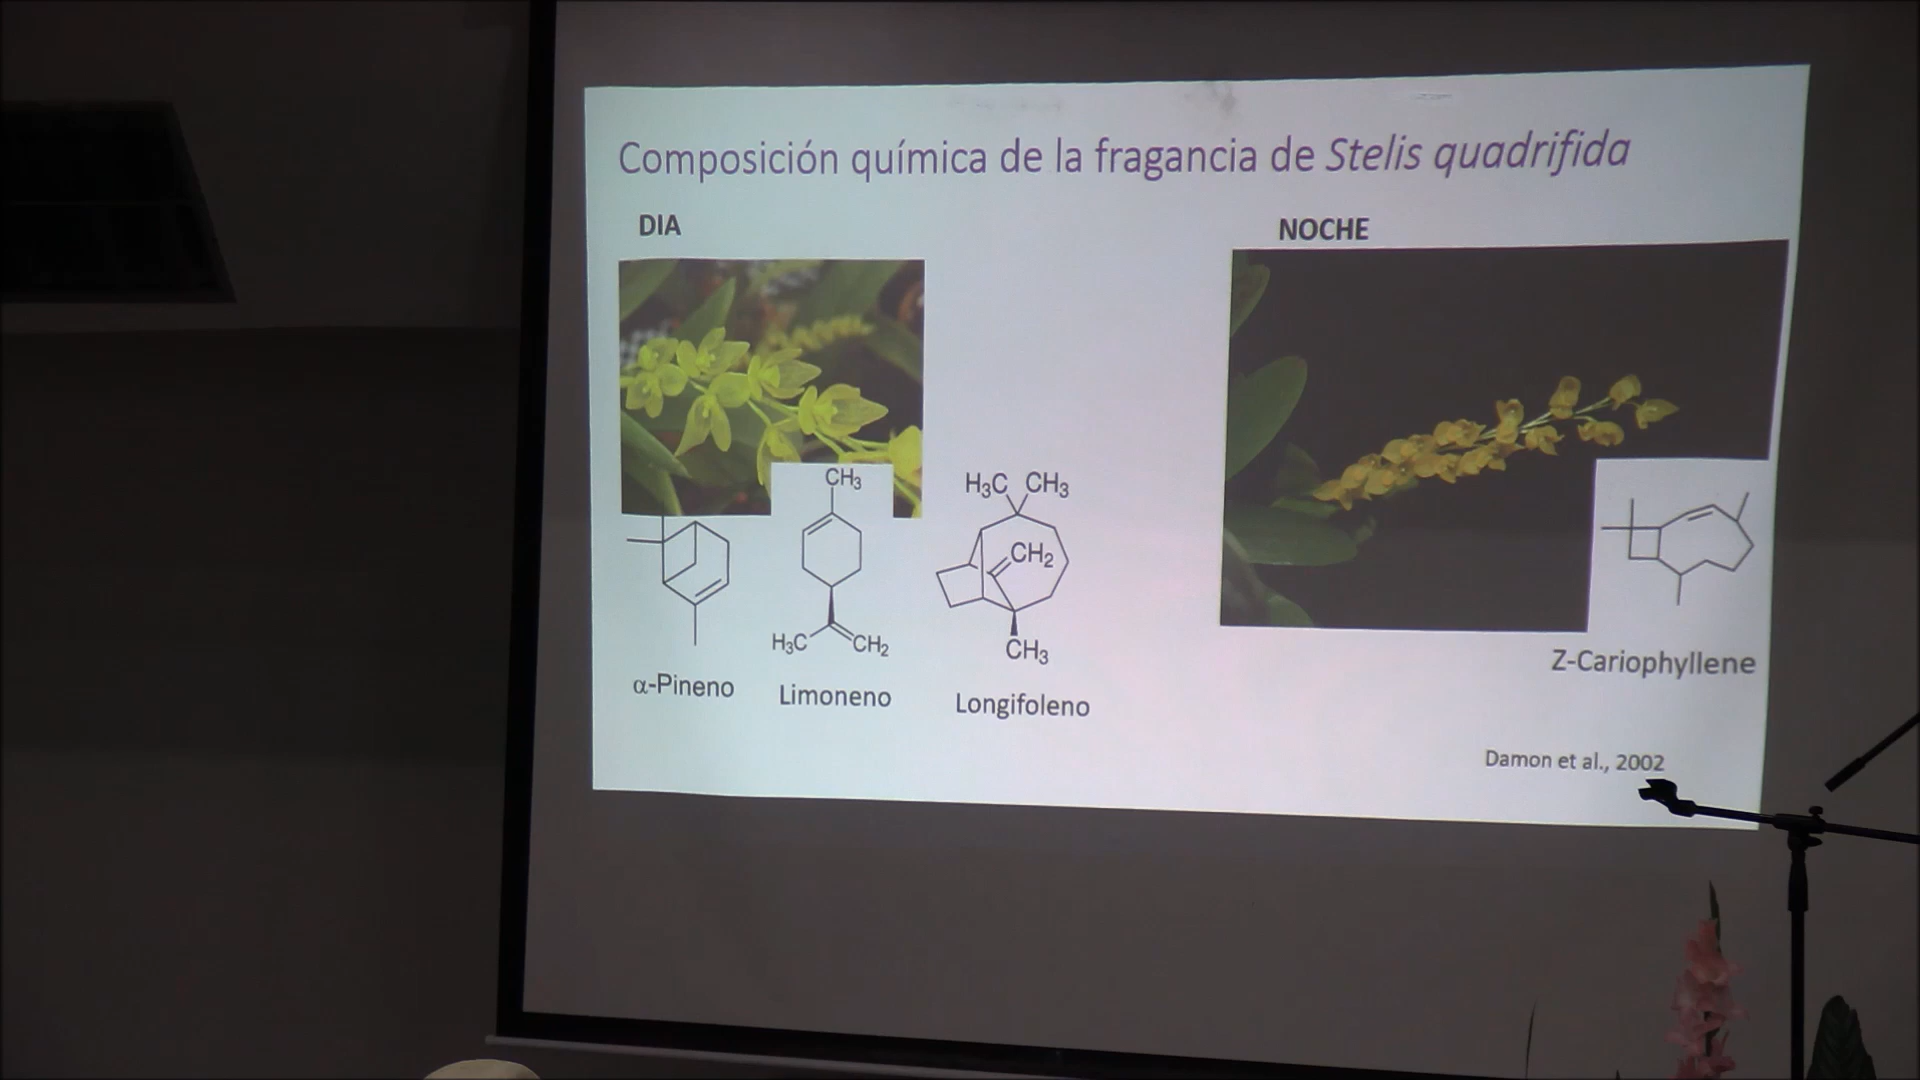 Composición química de la fragancia de Stelis quadrifida
DIA
NOCHE
CH3
H3C CH3
CH2
H3C
CH2
CH3
α-Pineno
Limoneno
Longifoleno
Z-Cariophyllene
Damon et al., 2002